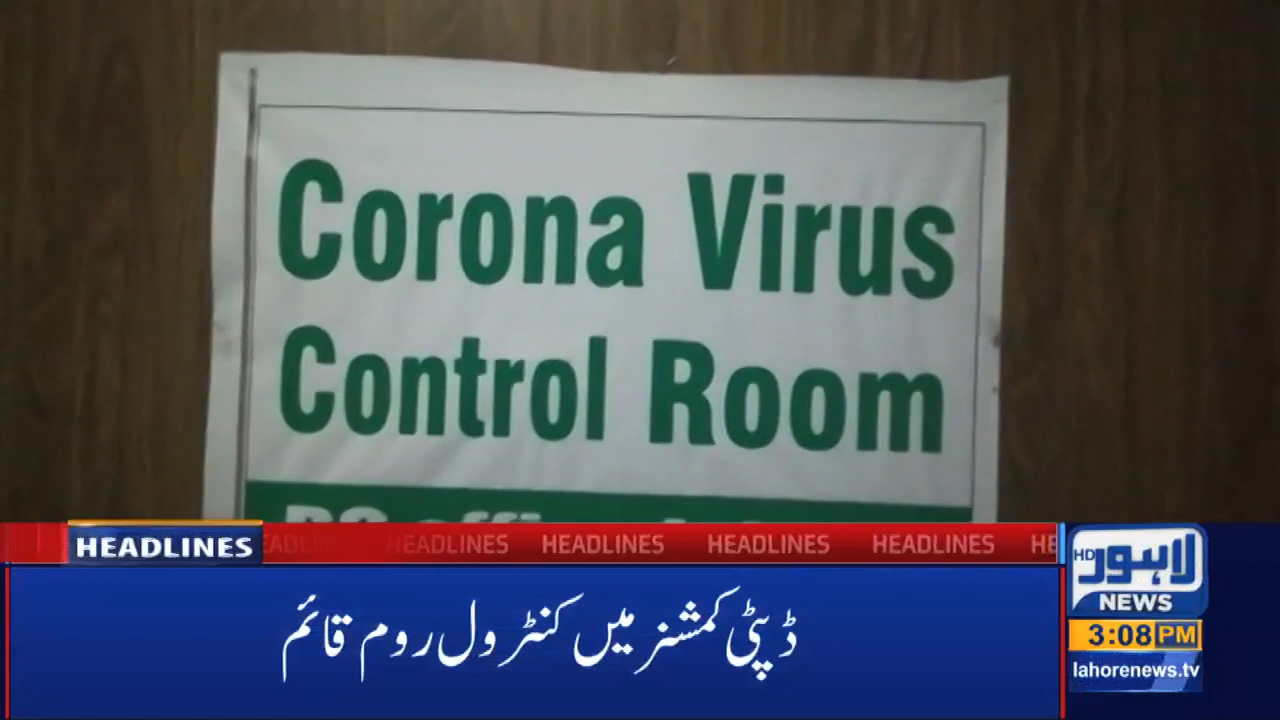 Corona Virus
Control Room
HEADLINES
HEADLINES HEADLINES HEADLINES HEADLINES
ڈپٹی کمشنر میں کنٹرول روم قائم
HD لاہور
NEWS
3:08 PM
lahorenews.tv